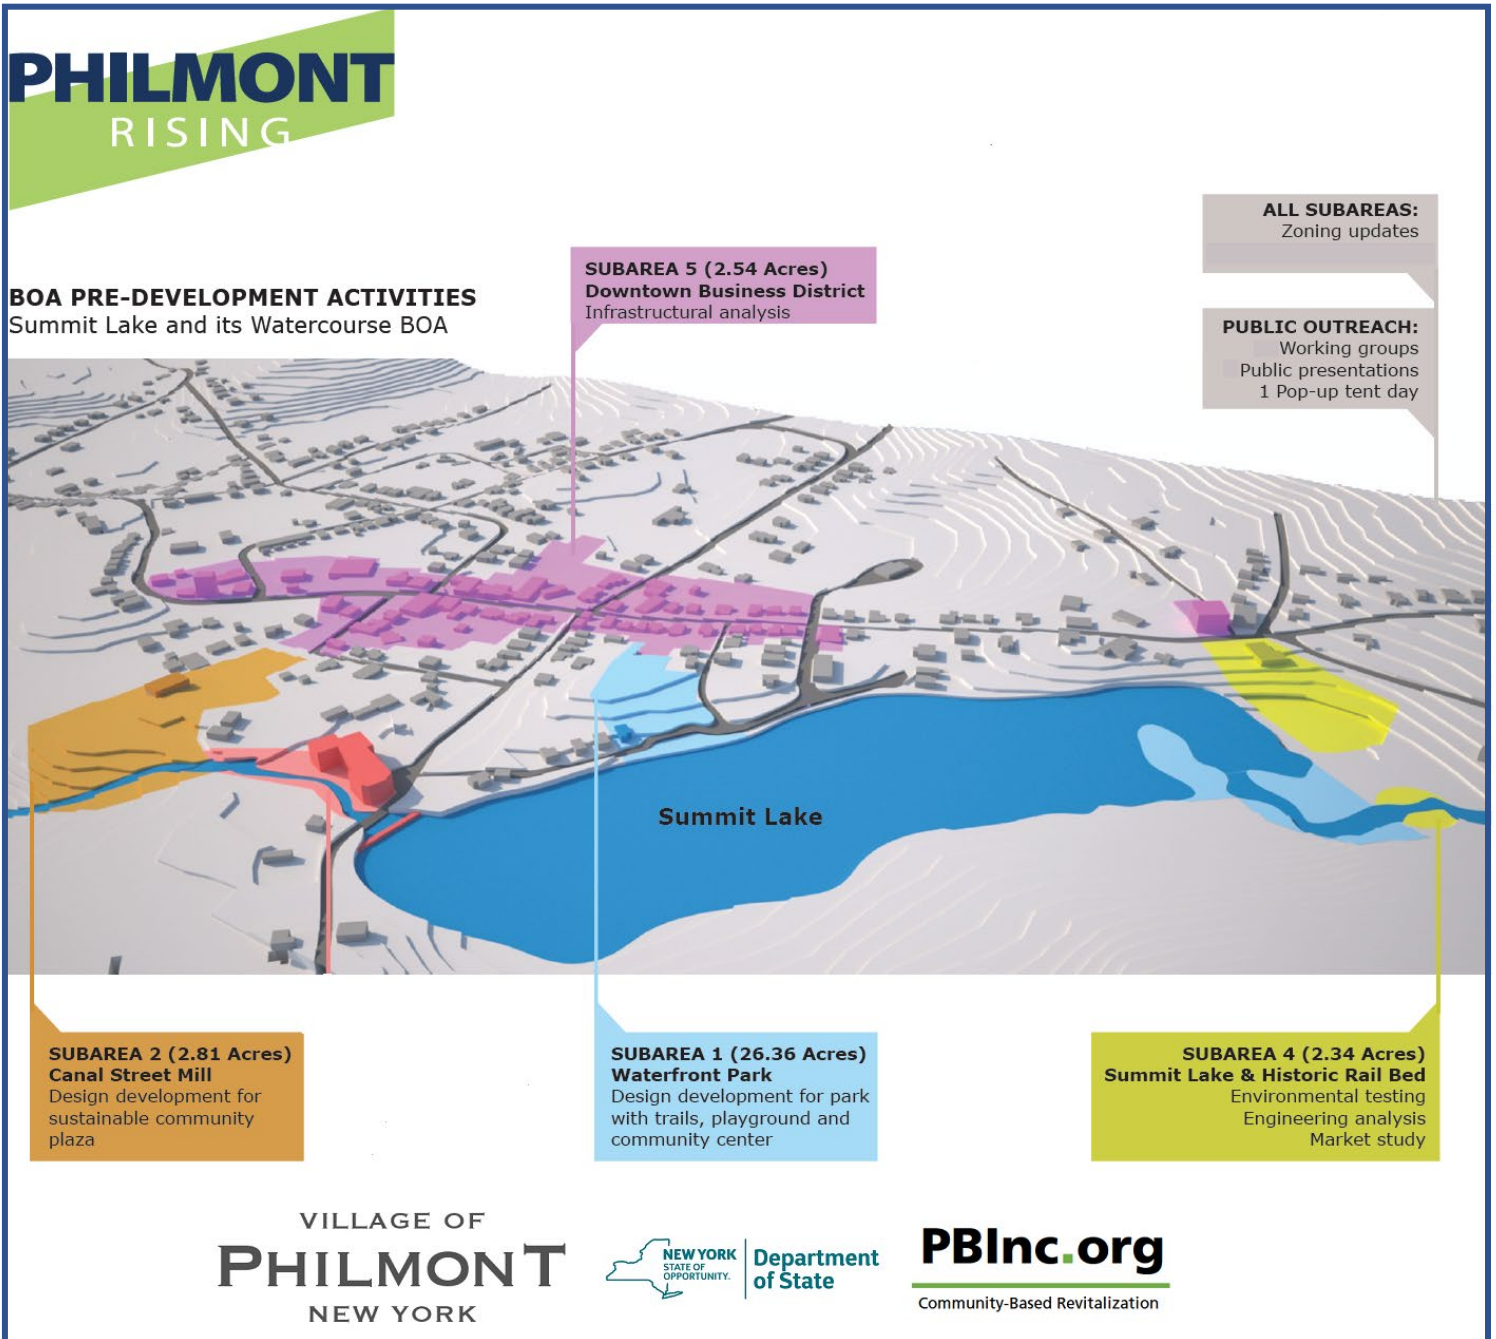 PHILMONT
RISING
ALL SUBAREAS:
Zoning updates
SUBAREA 5 (2.54 Acres)
Downtown Business District
Infrastructural analysis
BOA PRE-DEVELOPMENT ACTIVITIES
Summit Lake and its Watercourse BOA
PUBLIC OUTREACH:
Working groups
Public presentations
1 Pop-up tent day
Summit Lake
SUBAREA 2 (2.81 Acres)
Canal Street Mill
Design development for
sustainable community
plaza
SUBAREA 1 (26.36 Acres)
Waterfront Park
Design development for park
with trails, playground and
community center
SUBAREA 4 (2.34 Acres)
Summit Lake & Historic Rail Bed
Environmental testing
Engineering analysis
Market study
VILLAGE OF
PHILMONT
NEW YORK
NEW YORK
STATE OF
OPPORTUNITY.
Department
of State
PBInc.org
Community-Based Revitalization